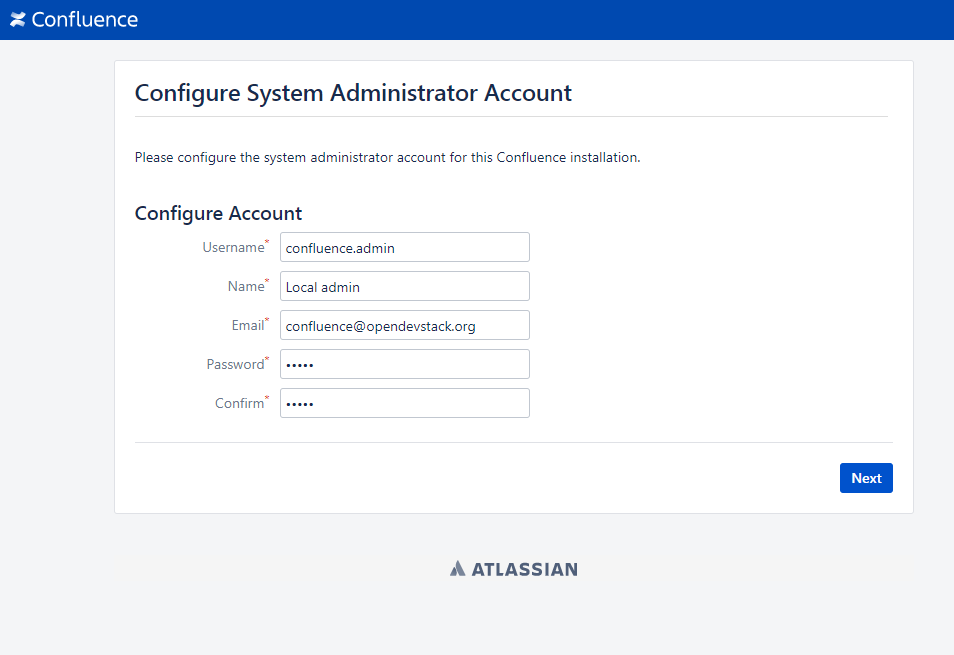 Confluence
Configure System Administrator Account
Please configure the system administrator account for this Confluence installation.
Configure Account
Username* confluence.admin
Name* Local admin
Email* confluence@opendevstack.org
Password* •••••
Confirm* •••••
Next
ATLASSIAN